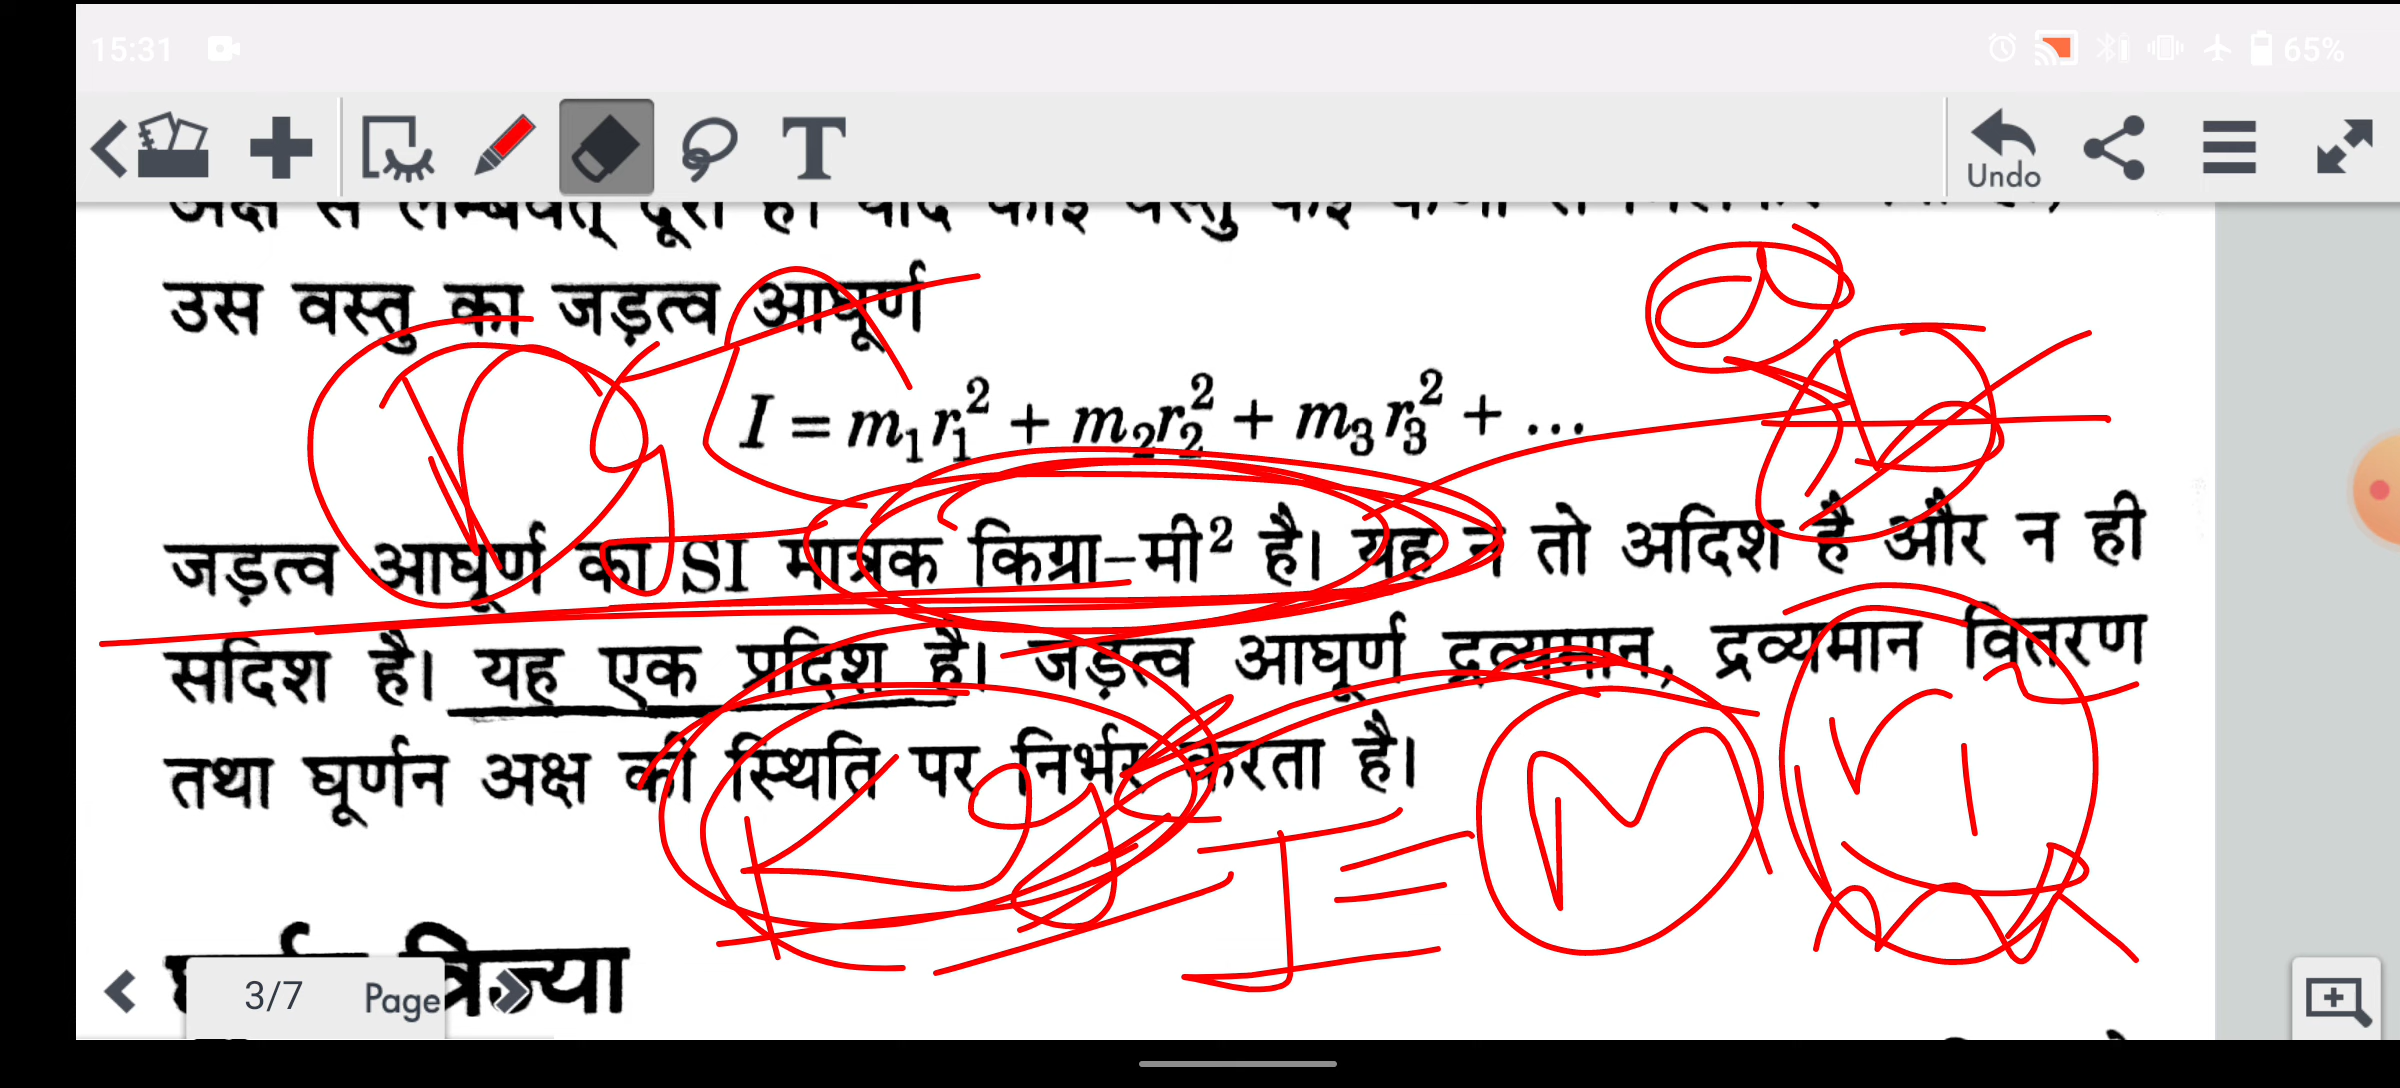 15:31 65%
T Undo
उस वस्तु का जड़त्व आघूर्ण
I = m₁r₁² + m₂r₂² + m₃r₃² + ...
जड़त्व आघूर्ण का SI मात्रक किग्रा-मी² है। यह न तो अदिश है और न ही
सदिश है। यह एक प्रदिश है। जड़त्व आघूर्ण द्रव्यमान, द्रव्यमान वितरण
तथा घूर्णन अक्ष की स्थिति पर निर्भर करता है।
I = M
त्रिज्या
3/7 Page